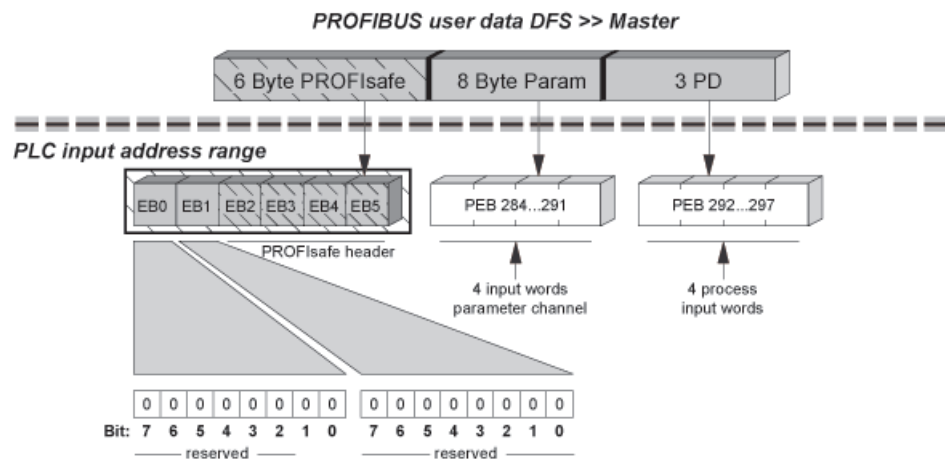 PROFIBUS user data DFS >> Master
6 Byte PROFIsafe 8 Byte Param 3 PD
PLC input address range
EB0 EB1 EB2 EB3 EB4 EB5 PEB 284...291 PEB 292...297
PROFIsafe header
4 input words
parameter channel
4 process
input words
0 0 0 0 0 0 0 0 0 0 0 0 0 0 0 0
Bit: 7 6 5 4 3 2 1 0 7 6 5 4 3 2 1 0
reserved reserved